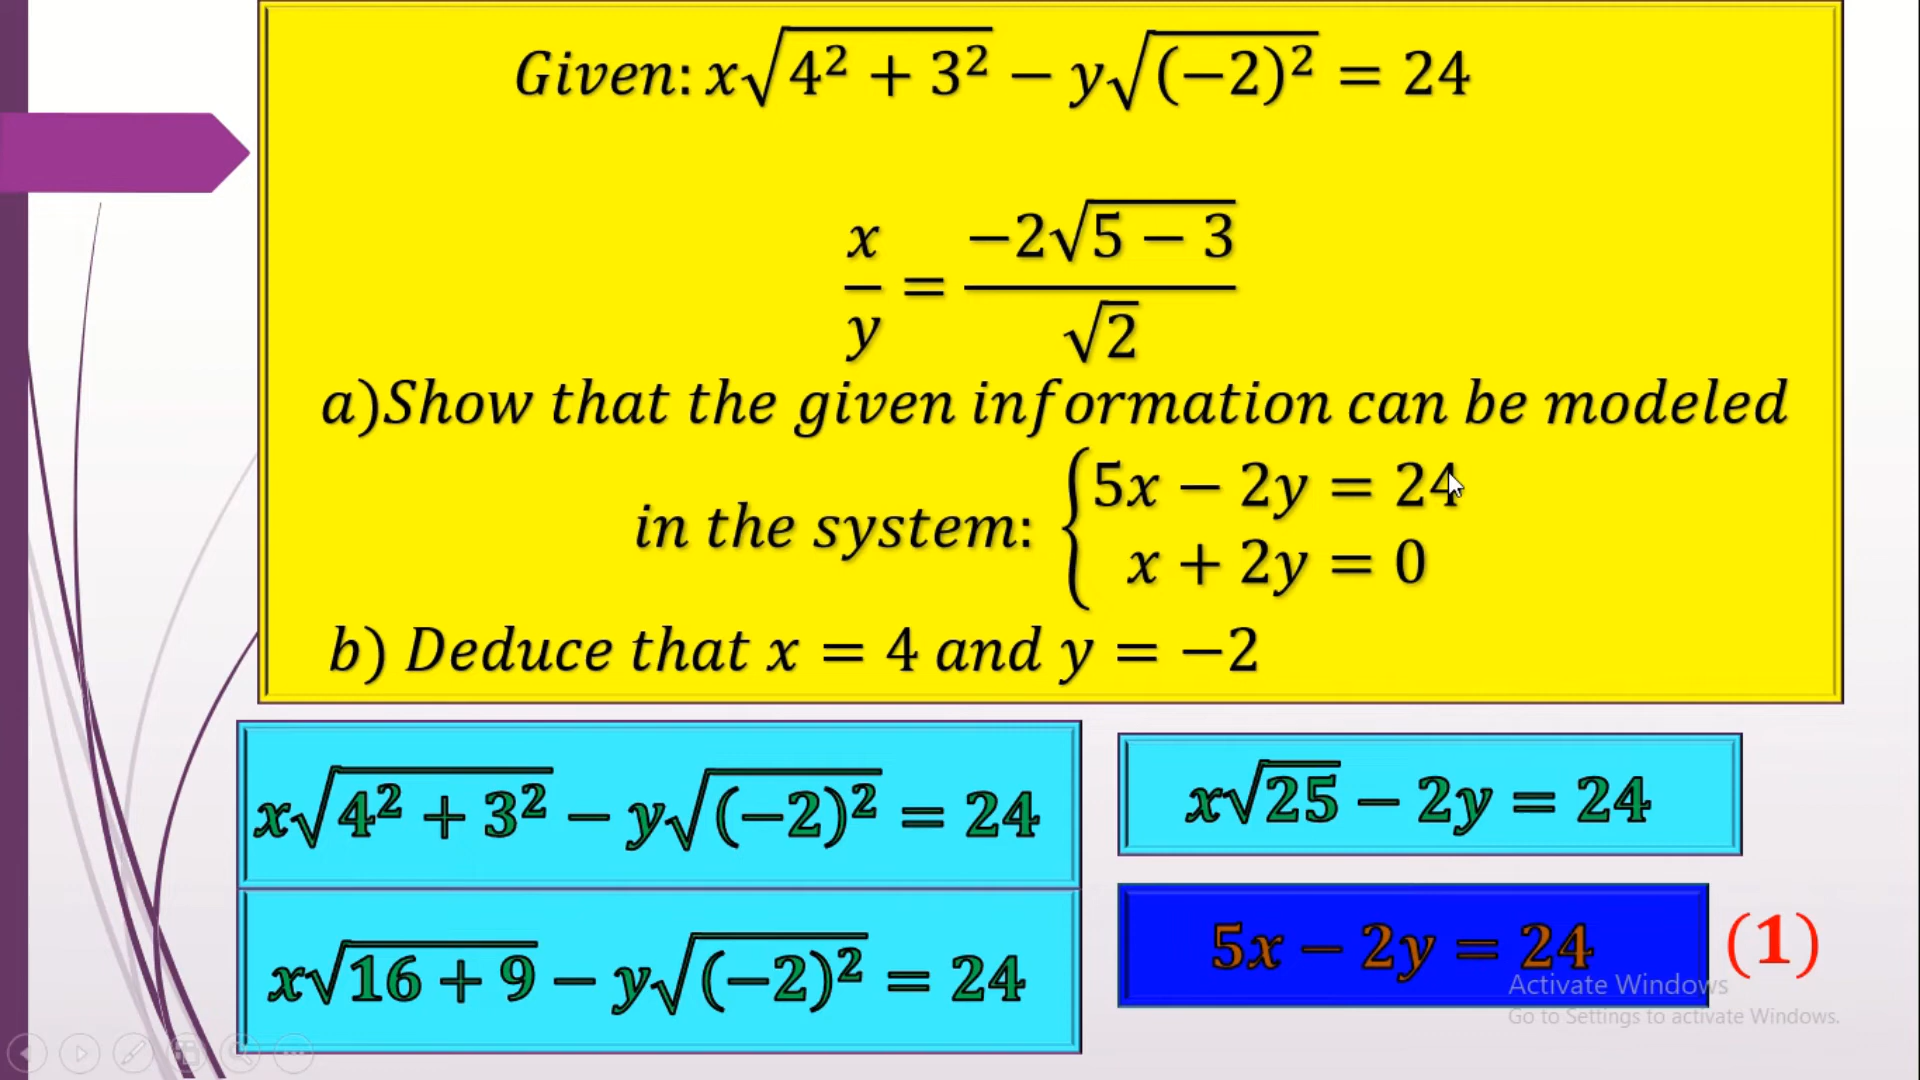 Given: x√(4² + 3²) − y√((−2)²) = 24
x/y = (−2√(5 − 3))/√2
a)Show that the given information can be modeled
in the system: { 5x − 2y = 24
x + 2y = 0
b) Deduce that x = 4 and y = −2
x√(4² + 3²) − y√((−2)²) = 24
x√(16 + 9) − y√((−2)²) = 24
x√25 − 2y = 24
5x − 2y = 24 (1)
Activate Windows
Go to Settings to activate Windows.